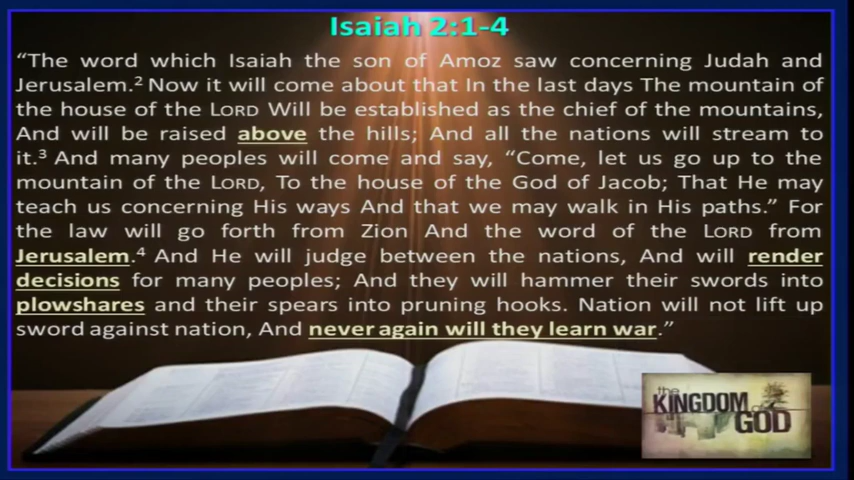 Isaiah 2:1-4
“The word which Isaiah the son of Amoz saw concerning Judah and
Jerusalem.² Now it will come about that In the last days The mountain of
the house of the LORD Will be established as the chief of the mountains,
And will be raised above the hills; And all the nations will stream to
it.³ And many peoples will come and say, “Come, let us go up to the
mountain of the LORD, To the house of the God of Jacob; That He may
teach us concerning His ways And that we may walk in His paths.” For
the law will go forth from Zion And the word of the LORD from
Jerusalem.⁴ And He will judge between the nations, And will render
decisions for many peoples; And they will hammer their swords into
plowshares and their spears into pruning hooks. Nation will not lift up
sword against nation, And never again will they learn war.”
the
KINGDOM
of
GOD